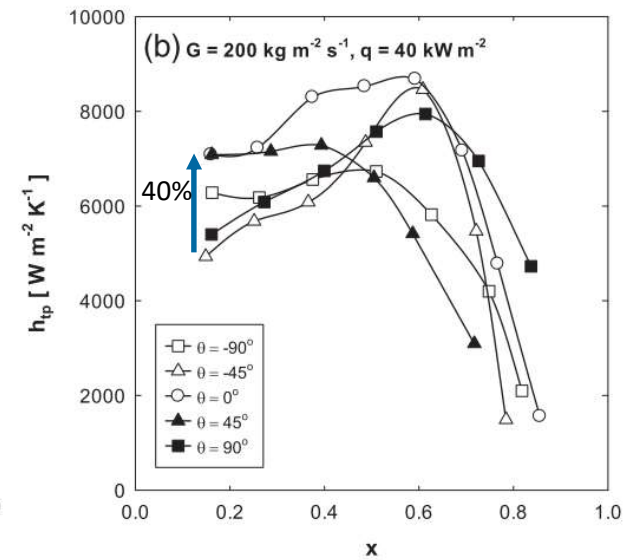 (b) G = 200 kg m⁻² s⁻¹, q = 40 kW m⁻²
10000
8000
6000
4000
2000
0
hₜₚ [ W m⁻² K⁻¹ ]
40%
θ = -90°
θ = -45°
θ = 0°
θ = 45°
θ = 90°
0.0 0.2 0.4 0.6 0.8 1.0
x